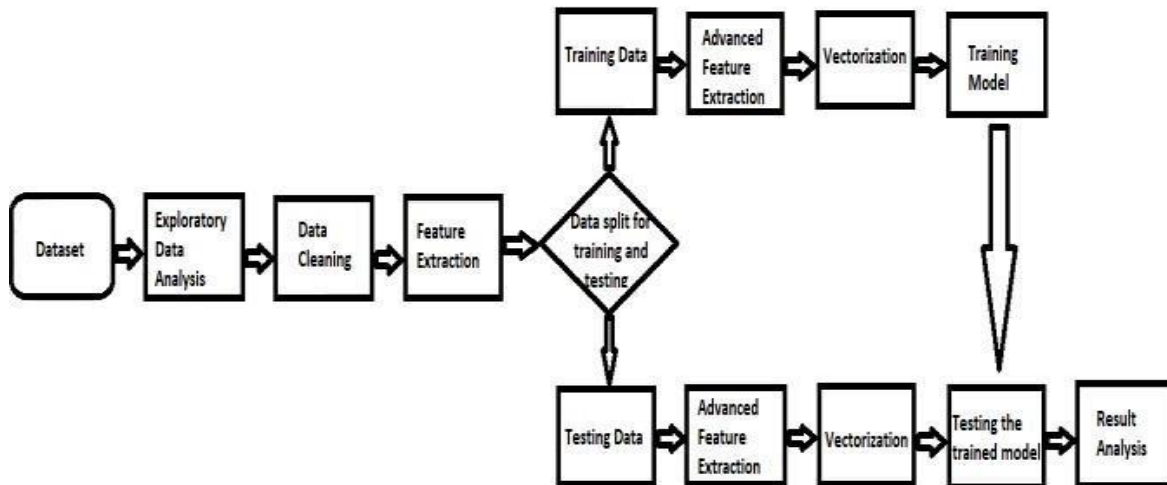 Training Data
Advanced
Feature
Extraction
Vectorization
Training
Model
Dataset
Exploratory
Data
Analysis
Data
Cleaning
Feature
Extraction
Data split for
training and
testing
Testing Data
Advanced
Feature
Extraction
Vectorization
Testing the
trained model
Result
Analysis